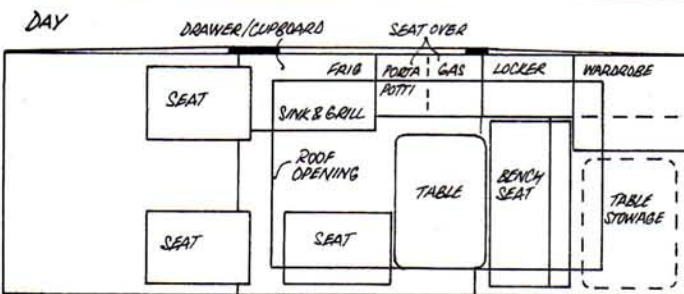 DAY
DRAWER/CUPBOARD
SEAT OVER
SEAT
FRIG
PORTA
POTTI
GAS
LOCKER
WARDROBE
SINK & GRILL
ROOF
OPENING
TABLE
BENCH
SEAT
TABLE
STOWAGE
SEAT
SEAT